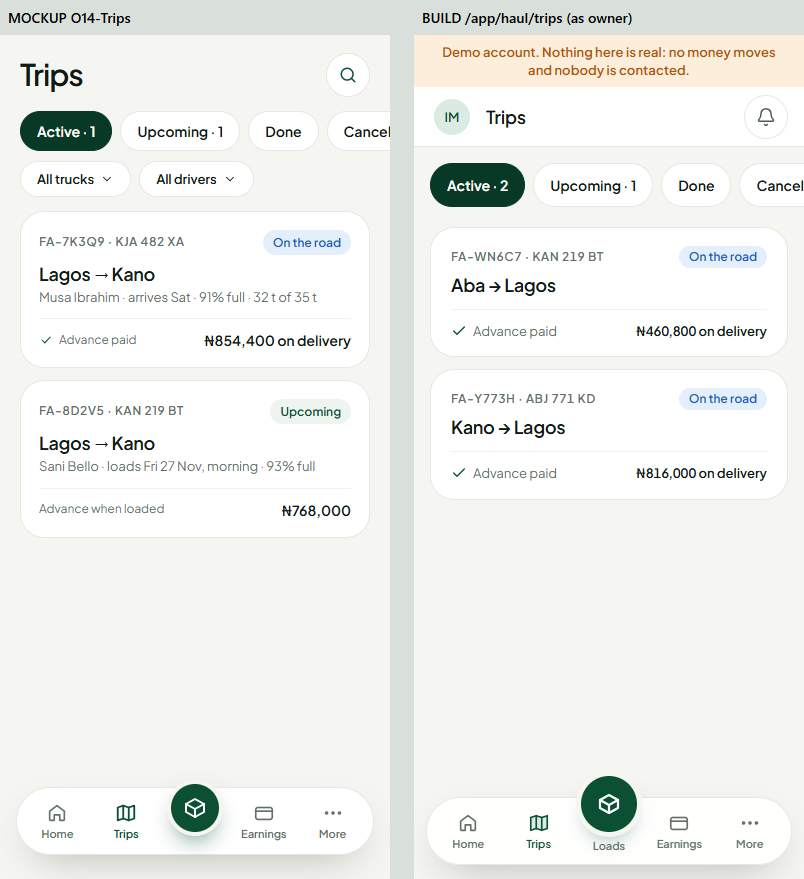 MOCKUP O14-Trips
Trips
Active · 1
Upcoming · 1
Done
Cancel
All trucks
All drivers
FA-7K3Q9 · KJA 482 XA
On the road
Lagos → Kano
Musa Ibrahim · arrives Sat · 91% full · 32 t of 35 t
Advance paid
₦854,400 on delivery
FA-8D2V5 · KAN 219 BT
Upcoming
Lagos → Kano
Sani Bello · loads Fri 27 Nov, morning · 93% full
Advance when loaded
₦768,000
Home
Trips
Earnings
More
BUILD /app/haul/trips (as owner)
Demo account. Nothing here is real: no money moves
and nobody is contacted.
IM
Trips
Active · 2
Upcoming · 1
Done
Cancel
FA-WN6C7 · KAN 219 BT
On the road
Aba → Lagos
Advance paid
₦460,800 on delivery
FA-Y773H · ABJ 771 KD
On the road
Kano → Lagos
Advance paid
₦816,000 on delivery
Home
Trips
Loads
Earnings
More